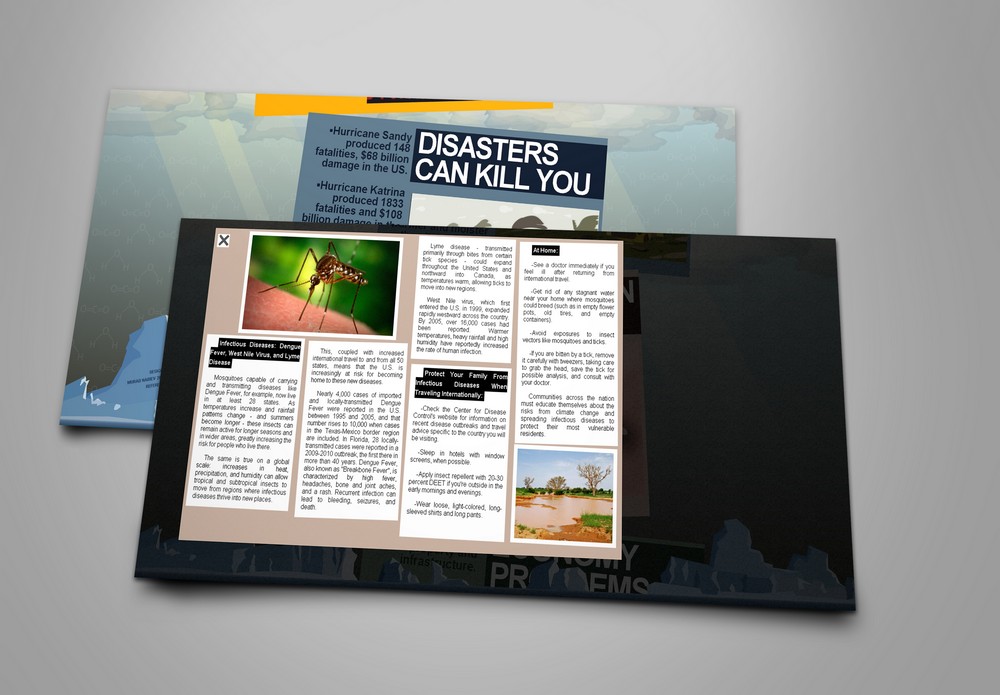 •Hurricane Sandy
produced 148
fatalities, $68 billion
damage in the US.
•Hurricane Katrina
produced 1833
fatalities and $108
billion damage in the
DISASTERS
CAN KILL YOU
Infectious Diseases: Dengue
Fever, West Nile Virus, and Lyme
Disease
Mosquitoes capable of carrying
and transmitting diseases like
Dengue Fever, for example, now live
in at least 28 states. As
temperatures increase and rainfall
patterns change - and summers
become longer - these insects can
remain active for longer seasons and
in wider areas, greatly increasing the
risk for people who live there.
The same is true on a global
scale: increases in heat,
precipitation, and humidity can allow
tropical and subtropical insects to
move from regions where infectious
diseases thrive into new places.
This, coupled with increased
international travel to and from all 50
states, means that the U.S. is
increasingly at risk for becoming
home to these new diseases.
Nearly 4,000 cases of imported
and locally-transmitted Dengue
Fever were reported in the U.S.
between 1995 and 2005, and that
number rises to 10,000 when cases
in the Texas-Mexico border region
are included. In Florida, 28 locally-
transmitted cases were reported in a
2009-2010 outbreak, the first there in
more than 40 years. Dengue Fever,
also known as "Breakbone Fever", is
characterized by high fever,
headaches, bone and joint aches,
and a rash. Recurrent infection can
lead to bleeding, seizures, and
death.
Lyme disease - transmitted
primarily through bites from certain
tick species - could expand
throughout the United States and
northward into Canada, as
temperatures warm, allowing ticks to
move into new regions.
West Nile virus, which first
entered the U.S. in 1999, expanded
rapidly westward across the country.
By 2005, over 16,000 cases had
been reported. Warmer
temperatures, heavy rainfall and high
humidity have reportedly increased
the rate of human infection.
Protect Your Family From
Infectious Diseases When
Traveling Internationally:
-Check the Center for Disease
Control's website for information on
recent disease outbreaks and travel
advice specific to the country you will
be visiting.
-Sleep in hotels with window
screens, when possible.
-Apply insect repellent with 20-30
percent DEET if you're outside in the
early mornings and evenings.
-Wear loose, light-colored, long-
sleeved shirts and long pants.
At Home:
-See a doctor immediately if you
feel ill after returning from
international travel.
-Get rid of any stagnant water
near your home where mosquitoes
could breed (such as in empty flower
pots, old tires, and empty
containers).
-Avoid exposures to insect
vectors like mosquitoes and ticks.
-If you are bitten by a tick, remove
it carefully with tweezers, taking care
to grab the head, save the tick for
possible analysis, and consult with
your doctor.
Communities across the nation
must educate themselves about the
risks from climate change and
spreading infectious diseases to
protect their most vulnerable
residents.
infrastructure.
ECONOMY